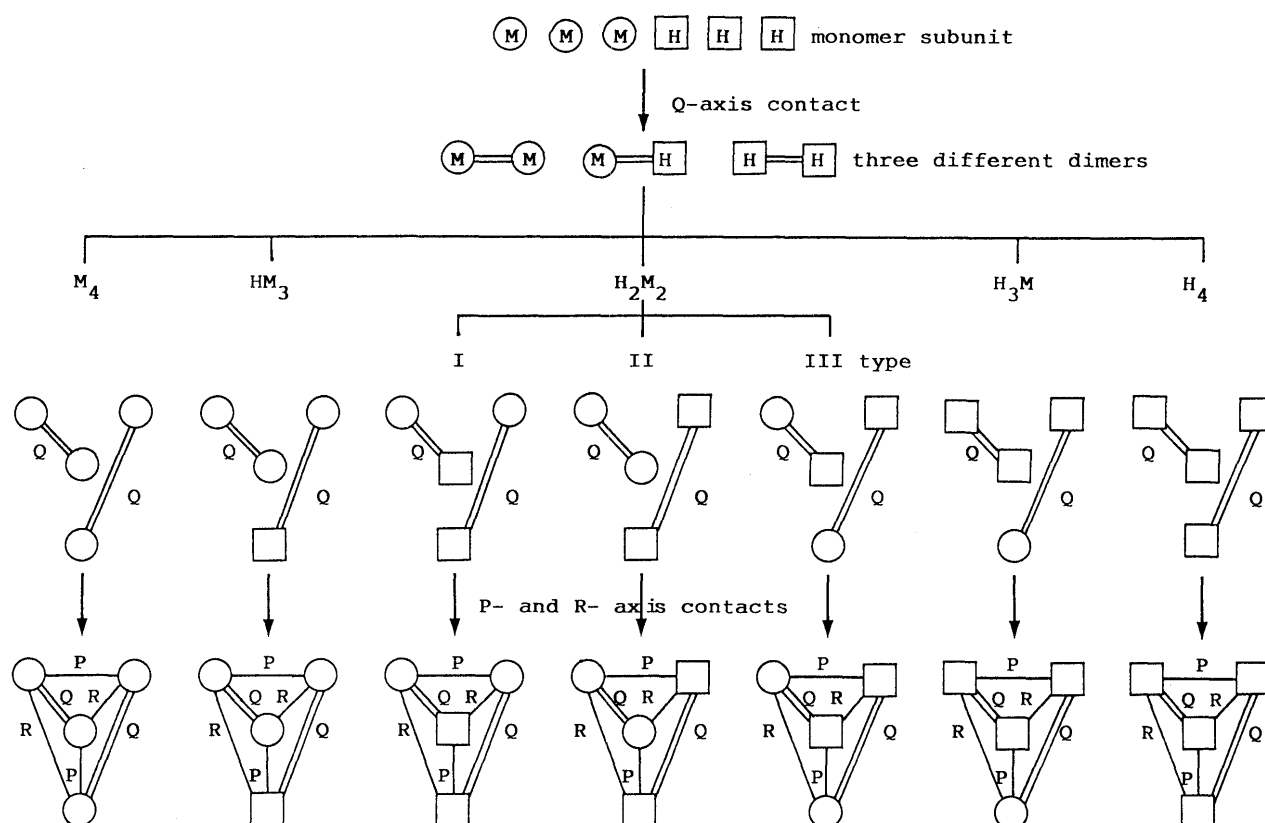 M M M H H H monomer subunit
Q-axis contact
M M M H H H three different dimers
M4 HM3 H2M2 H3M H4
I II III type
Q Q Q Q Q Q Q
Q Q Q Q Q Q Q
P- and R- axis contacts
P P P P P P P
Q R Q R Q R Q R Q R Q R Q R
R Q R Q R Q R Q R Q R Q R Q
P P P P P P P